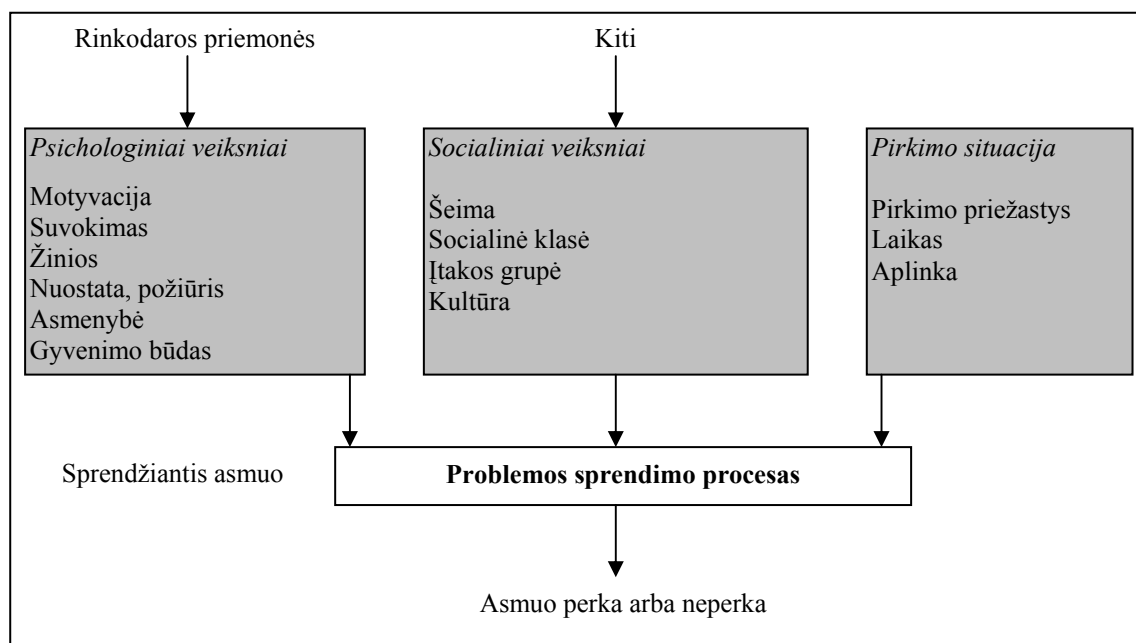 Rinkodaros priemonės
Kiti
Psichologiniai veiksniai
Motyvacija
Suvokimas
Žinios
Nuostata, požiūris
Asmenybė
Gyvenimo būdas
Socialiniai veiksniai
Šeima
Socialinė klasė
Įtakos grupė
Kultūra
Pirkimo situacija
Pirkimo priežastys
Laikas
Aplinka
Sprendžiantis asmuo
Problemos sprendimo procesas
Asmuo perka arba neperka